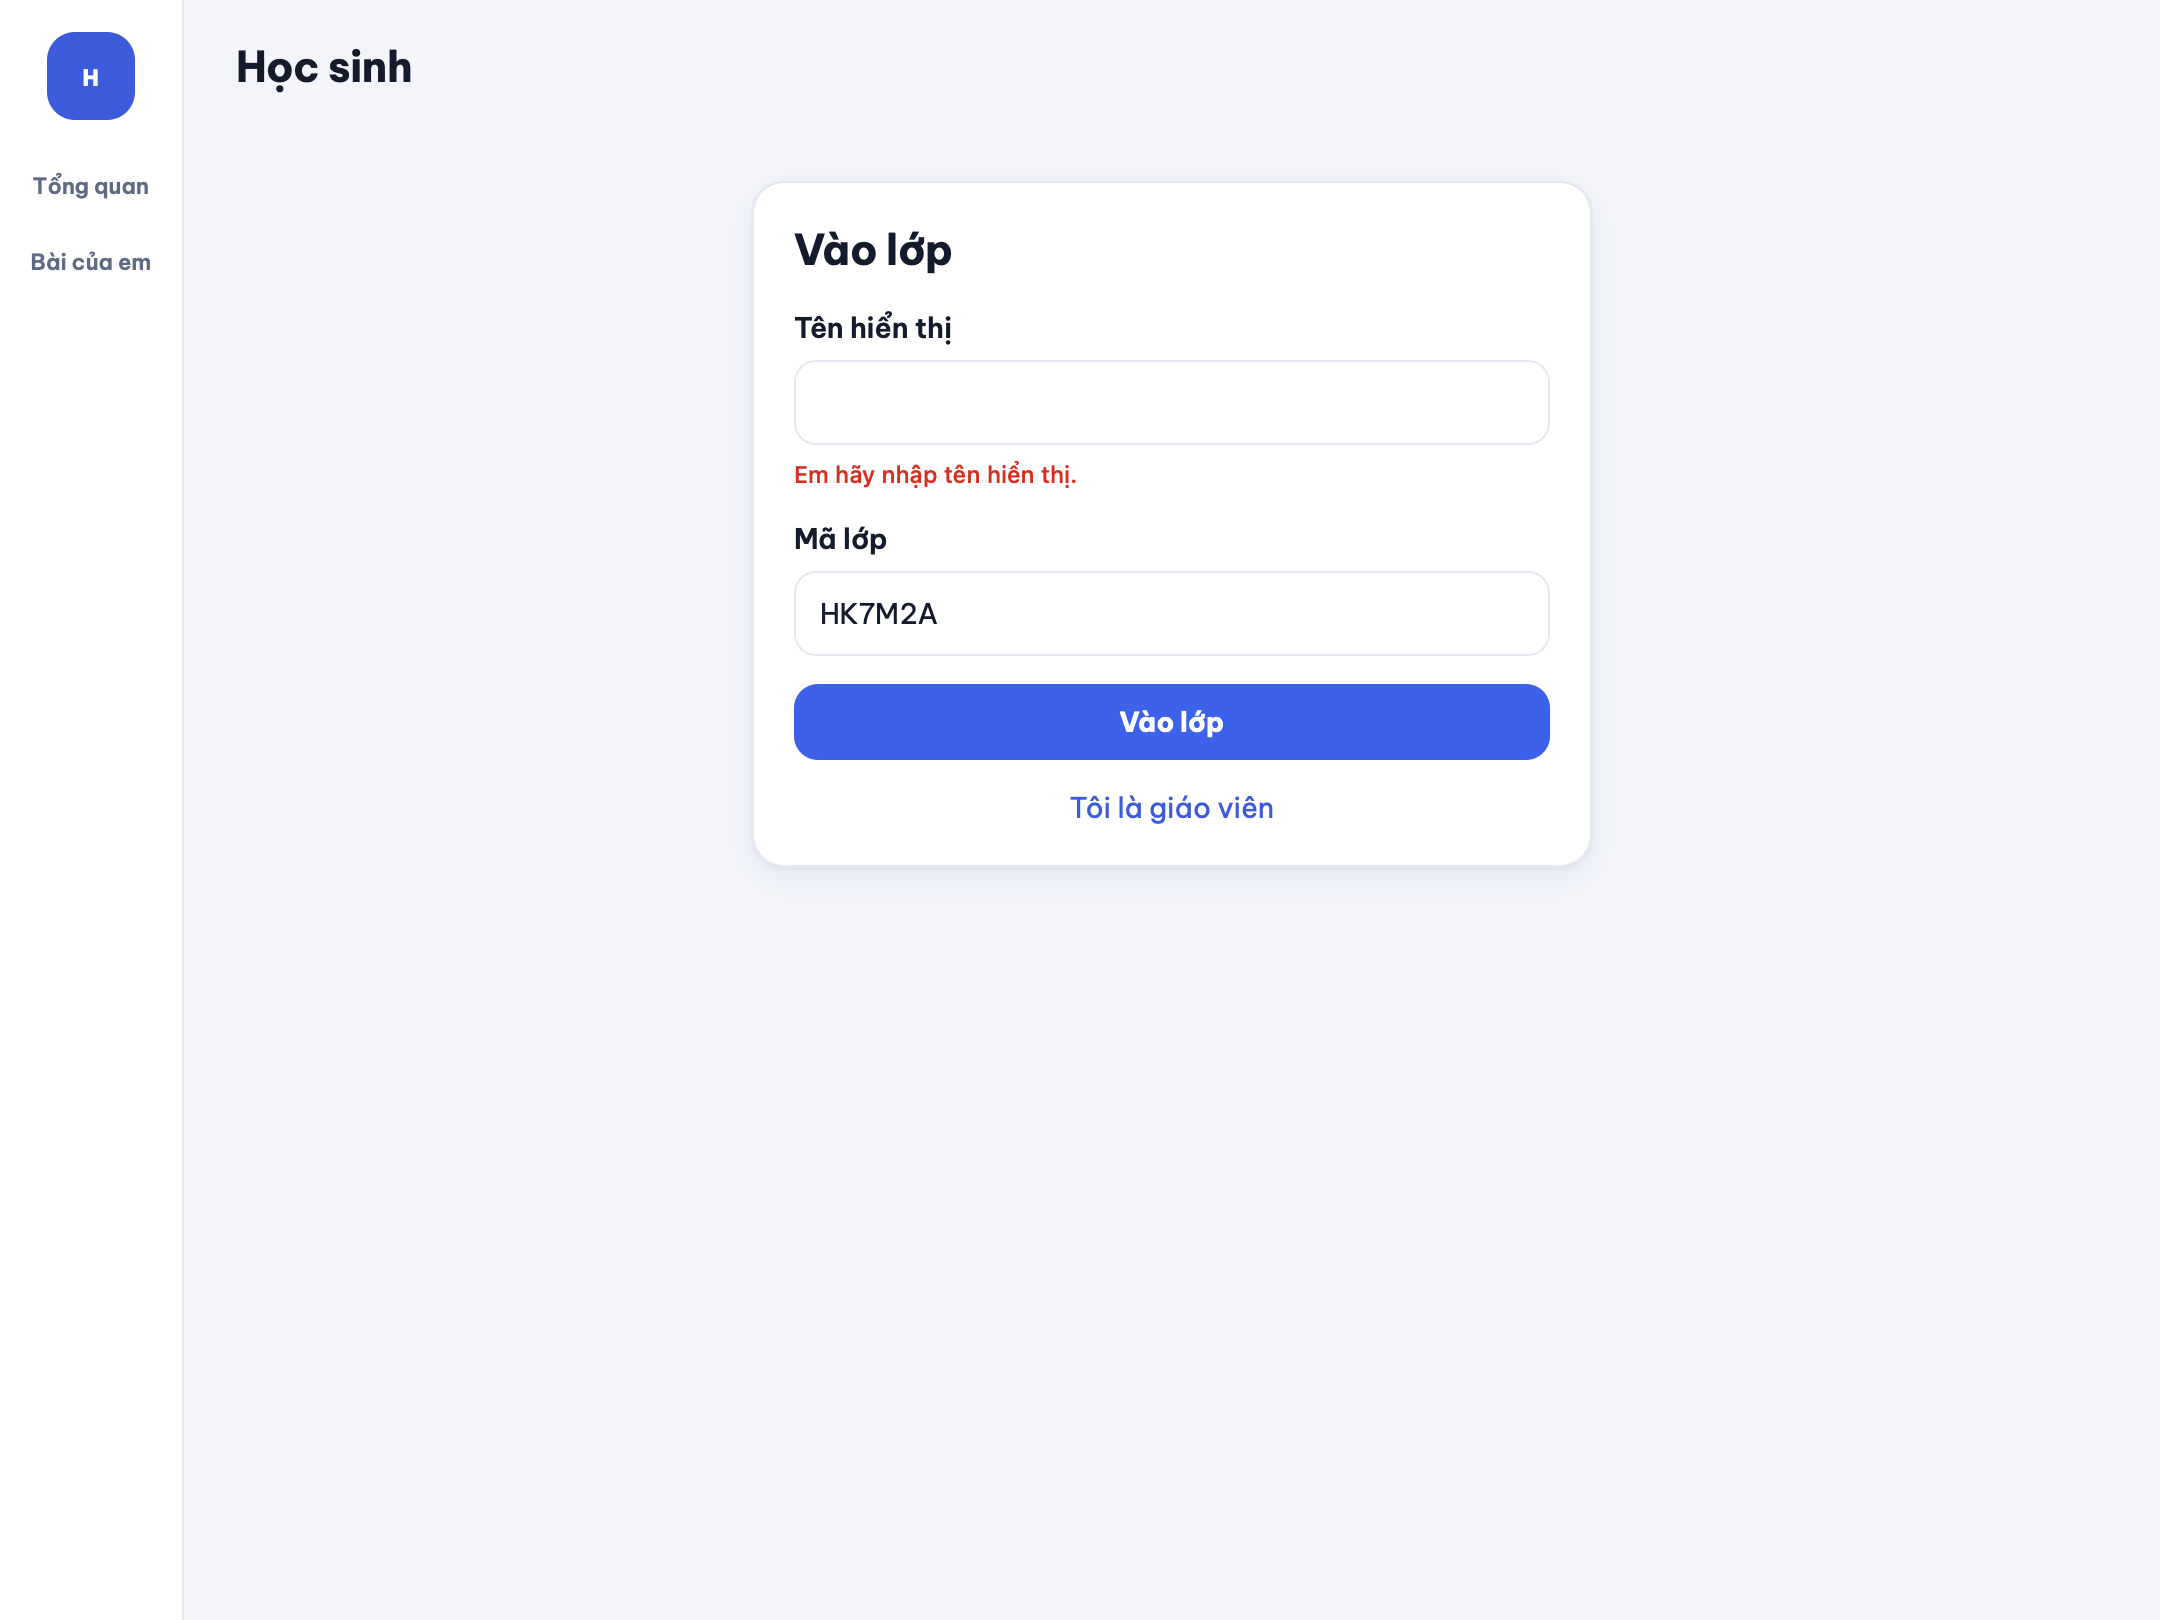 H
Tổng quan
Bài của em
Học sinh
Vào lớp
Tên hiển thị
Em hãy nhập tên hiển thị.
Mã lớp
HK7M2A
Vào lớp
Tôi là giáo viên